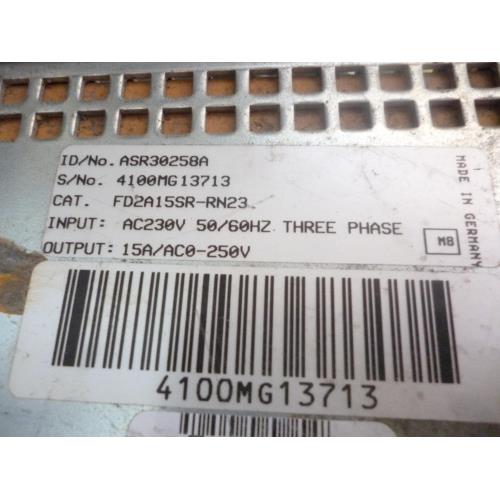 ID/No. ASR30258A
S/No. 4100MG13713
CAT. FD2A15SR-RN23
INPUT: AC230V 50/60HZ THREE PHASE
OUTPUT: 15A/AC0-250V
MADE IN GERMANY
M8
4100MG13713